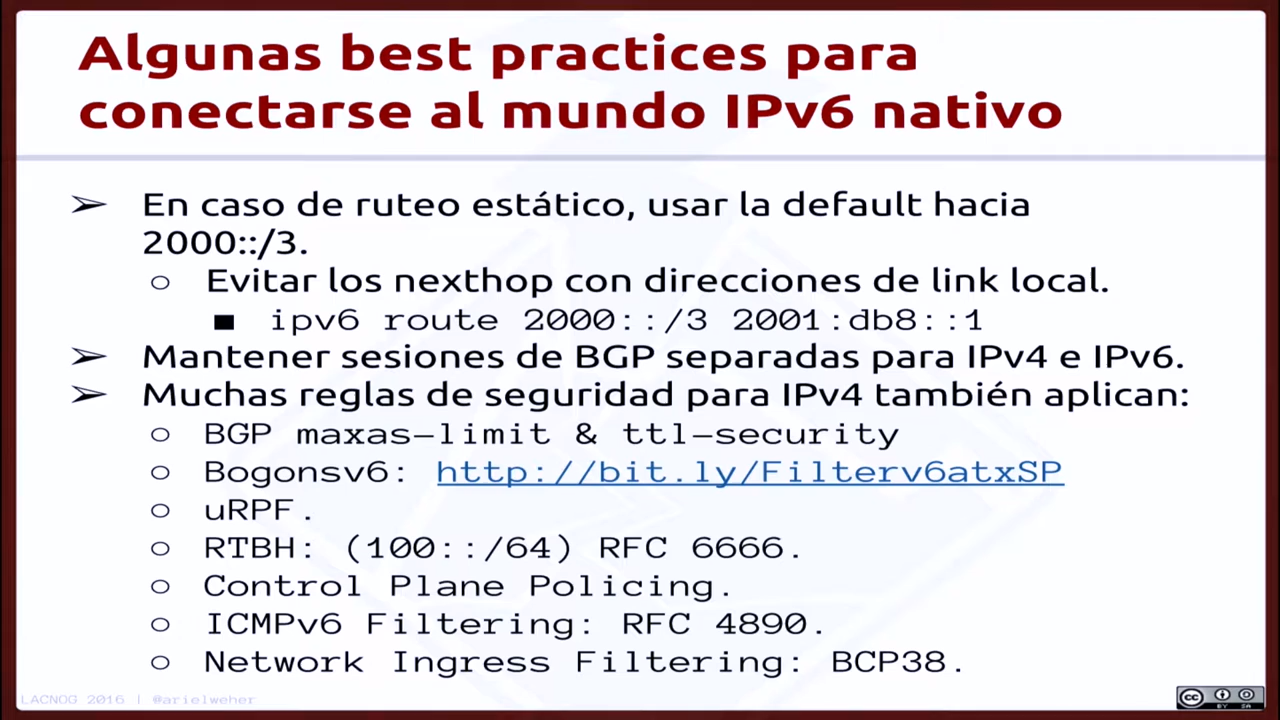 Algunas best practices para
conectarse al mundo IPv6 nativo
➢ En caso de ruteo estático, usar la default hacia
2000::/3.
○ Evitar los nexthop con direcciones de link local.
■ ipv6 route 2000::/3 2001:db8::1
➢ Mantener sesiones de BGP separadas para IPv4 e IPv6.
➢ Muchas reglas de seguridad para IPv4 también aplican:
○ BGP maxas-limit & ttl-security
○ Bogonsv6: http://bit.ly/Filterv6atxSP
○ uRPF.
○ RTBH: (100::/64) RFC 6666.
○ Control Plane Policing.
○ ICMPv6 Filtering: RFC 4890.
○ Network Ingress Filtering: BCP38.
LACNOG 2016 | @arielweher
cc BY SA